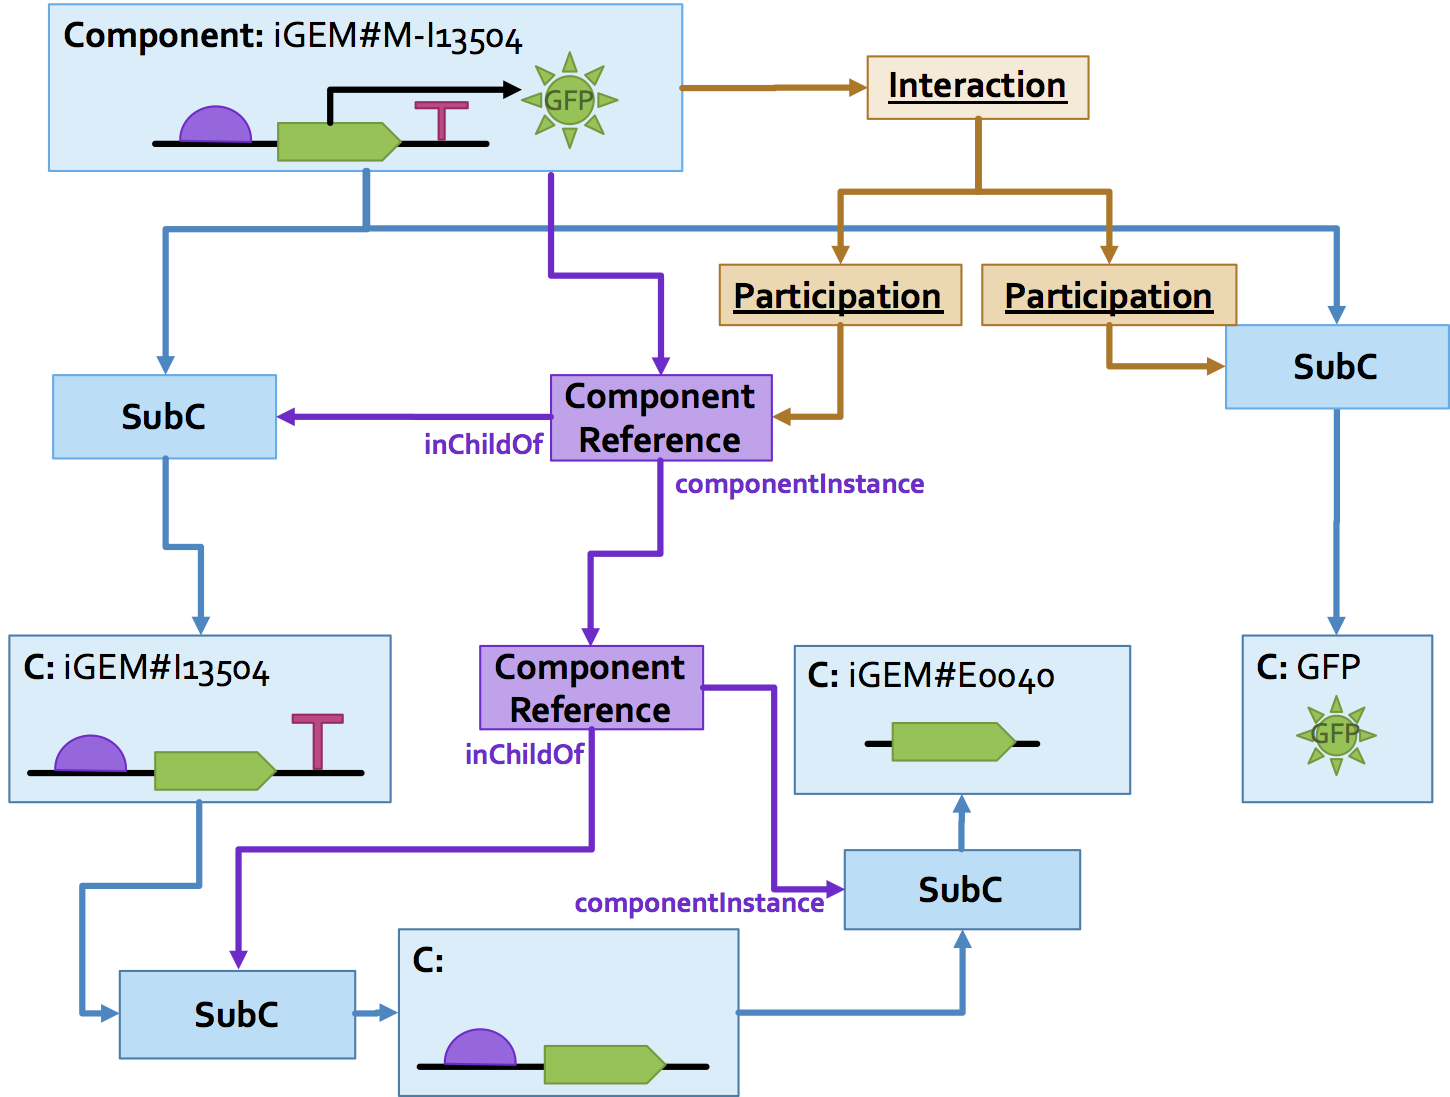 Component: iGEM#M-I13504
GFP
Interaction
Participation
Participation
SubC
SubC
Component
Reference
inChildOf
componentInstance
C: iGEM#I13504
Component
Reference
inChildOf
C: iGEM#E0040
C: GFP
GFP
componentInstance
SubC
C:
SubC